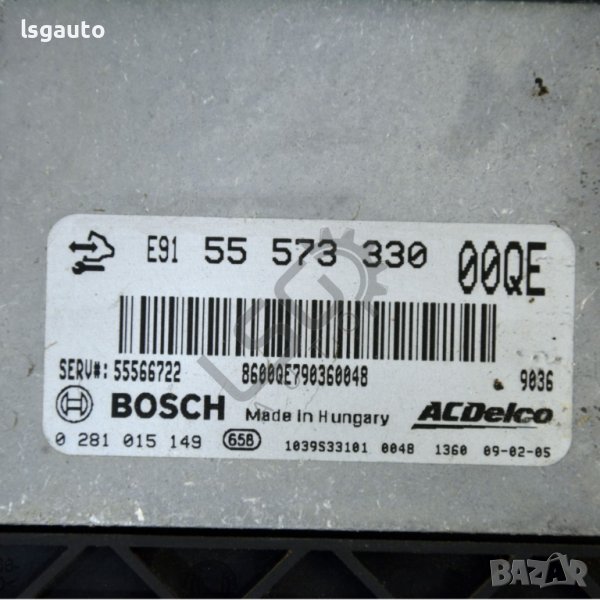 lsgauto
E91 55 573 330 00QE
SERV#: 55566722 8600QE790360048 9036
BOSCH Made in Hungary ACDelco
0 281 015 149 658 1039S33101 0048 1360 09-02-05
BAZAR